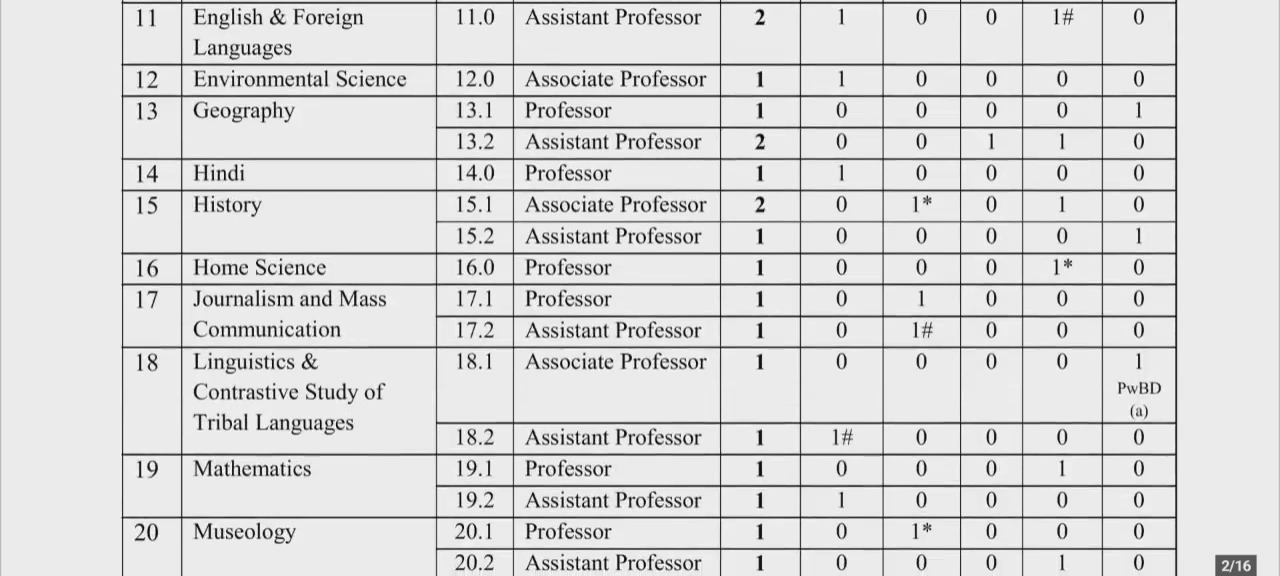 11 English & Foreign 11.0 Assistant Professor 2 1 0 0 1# 0
Languages
12 Environmental Science 12.0 Associate Professor 1 1 0 0 0 0
13 Geography 13.1 Professor 1 0 0 0 0 1
13.2 Assistant Professor 2 0 0 1 1 0
14 Hindi 14.0 Professor 1 1 0 0 0 0
15 History 15.1 Associate Professor 2 0 1* 0 1 0
15.2 Assistant Professor 1 0 0 0 0 1
16 Home Science 16.0 Professor 1 0 0 0 1* 0
17 Journalism and Mass 17.1 Professor 1 0 1 0 0 0
Communication 17.2 Assistant Professor 1 0 1# 0 0 0
18 Linguistics & 18.1 Associate Professor 1 0 0 0 0 1
Contrastive Study of PwBD
Tribal Languages (a)
18.2 Assistant Professor 1 1# 0 0 0 0
19 Mathematics 19.1 Professor 1 0 0 0 1 0
19.2 Assistant Professor 1 1 0 0 0 0
20 Museology 20.1 Professor 1 0 1* 0 0 0
20.2 Assistant Professor 1 0 0 0 1 0
2/16